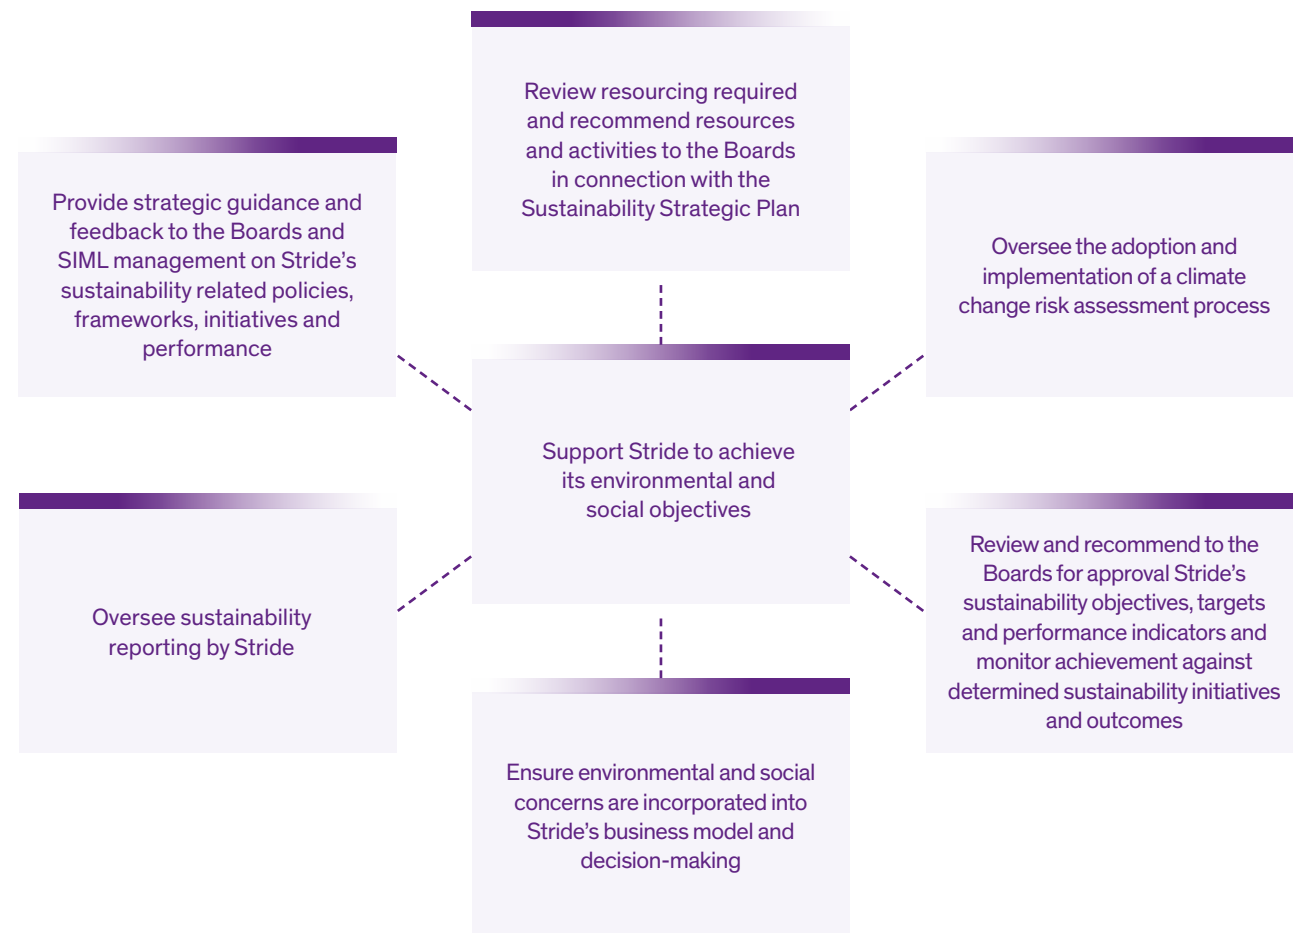 Review resourcing required
and recommend resources
and activities to the Boards
in connection with the
Sustainability Strategic Plan
Provide strategic guidance and
feedback to the Boards and
SIML management on Stride’s
sustainability related policies,
frameworks, initiatives and
performance
Oversee the adoption and
implementation of a climate
change risk assessment process
Support Stride to achieve
its environmental and
social objectives
Oversee sustainability
reporting by Stride
Review and recommend to the
Boards for approval Stride’s
sustainability objectives, targets
and performance indicators and
monitor achievement against
determined sustainability initiatives
and outcomes
Ensure environmental and social
concerns are incorporated into
Stride’s business model and
decision-making